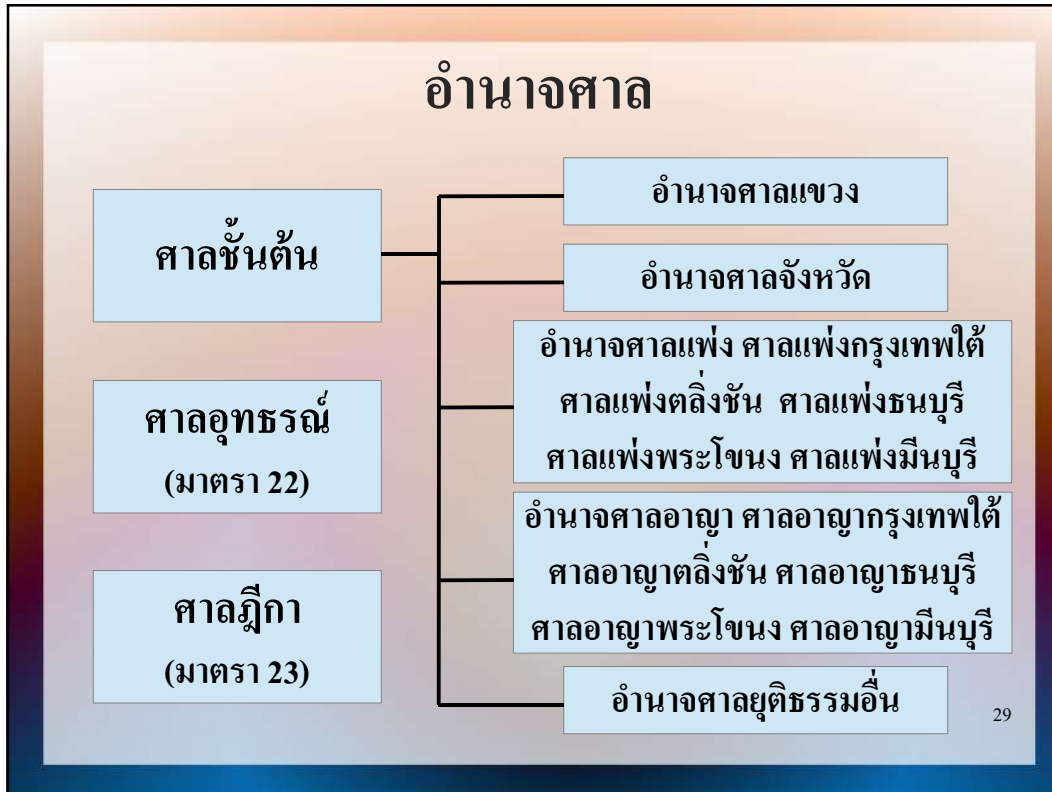 อำนาจศาล
ศาลชั้นต้น
อำนาจศาลแขวง
อำนาจศาลจังหวัด
อำนาจศาลแพ่ง ศาลแพ่งกรุงเทพใต้
ศาลแพ่งตลิ่งชัน ศาลแพ่งธนบุรี
ศาลแพ่งพระโขนง ศาลแพ่งมีนบุรี
อำนาจศาลอาญา ศาลอาญากรุงเทพใต้
ศาลอาญาตลิ่งชัน ศาลอาญาธนบุรี
ศาลอาญาพระโขนง ศาลอาญามีนบุรี
อำนาจศาลยุติธรรมอื่น
ศาลอุทธรณ์
(มาตรา 22)
ศาลฎีกา
(มาตรา 23)
29